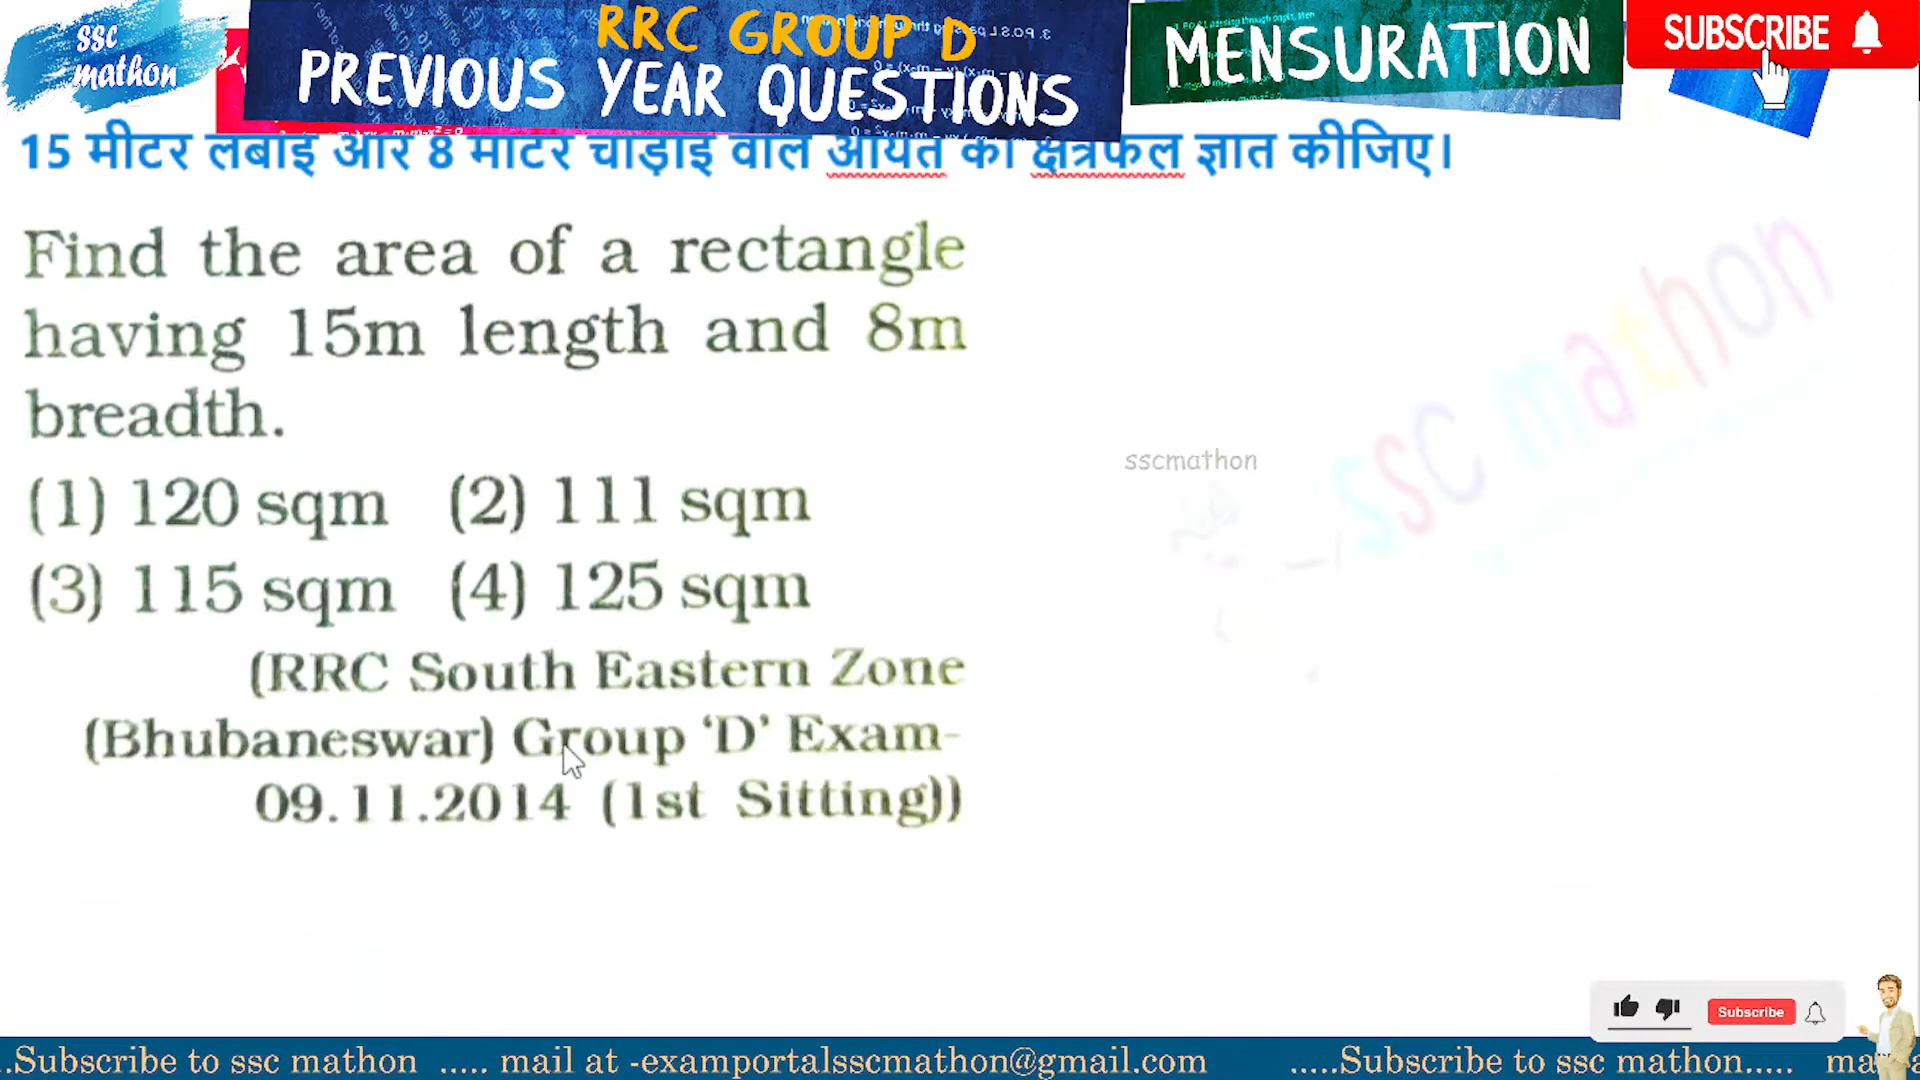 ssc
mathon
RRC GROUP D
PREVIOUS YEAR QUESTIONS
MENSURATION
SUBSCRIBE
15 मीटर लंबाई और 8 मीटर चौड़ाई वाले आयत का क्षेत्रफल ज्ञात कीजिए।
Find the area of a rectangle
having 15m length and 8m
breadth.
(1) 120 sqm (2) 111 sqm
(3) 115 sqm (4) 125 sqm
(RRC South Eastern Zone
(Bhubaneswar) Group ‘D’ Exam-
09.11.2014 (1st Sitting))
sscmathon
ssc mathon
Subscribe
..Subscribe to ssc mathon ..... mail at -examportalsscmathon@gmail.com .....Subscribe to ssc mathon.....